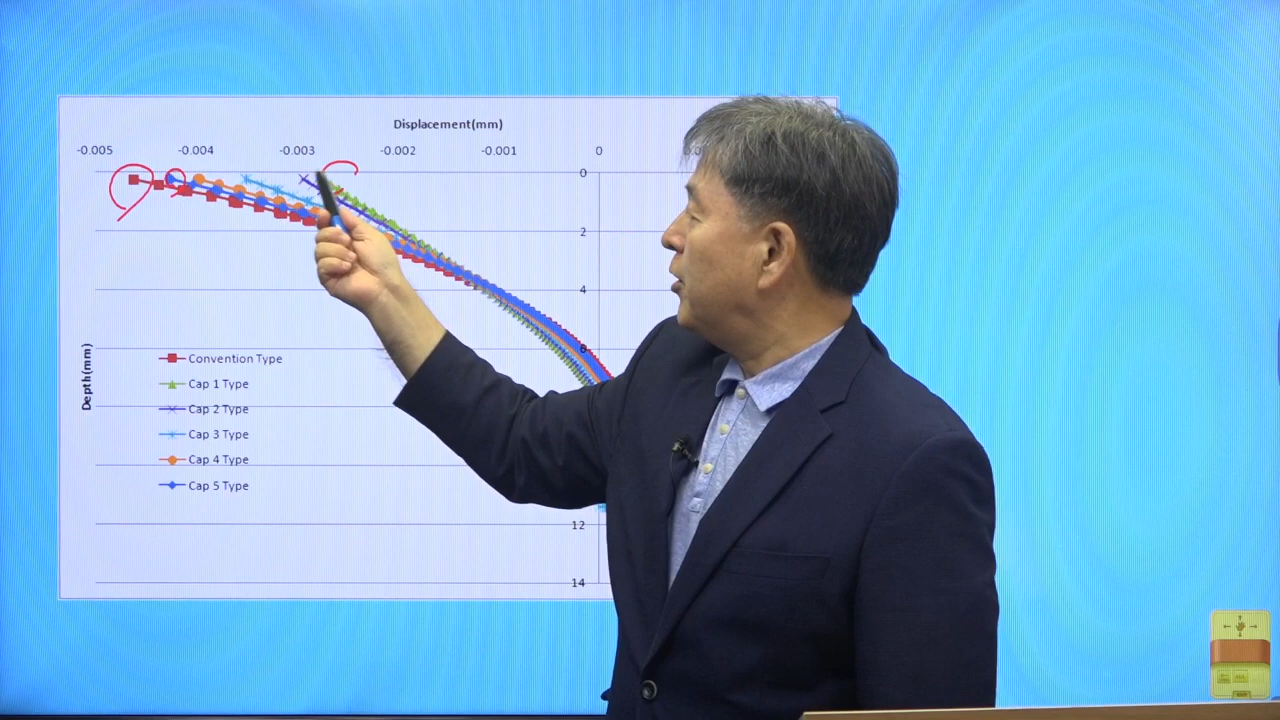 Displacement(mm)
-0.005 -0.004 -0.003 -0.002 -0.001 0
0
2
4
6
12
14
Depth(mm)
Convention Type
Cap 1 Type
Cap 2 Type
Cap 3 Type
Cap 4 Type
Cap 5 Type